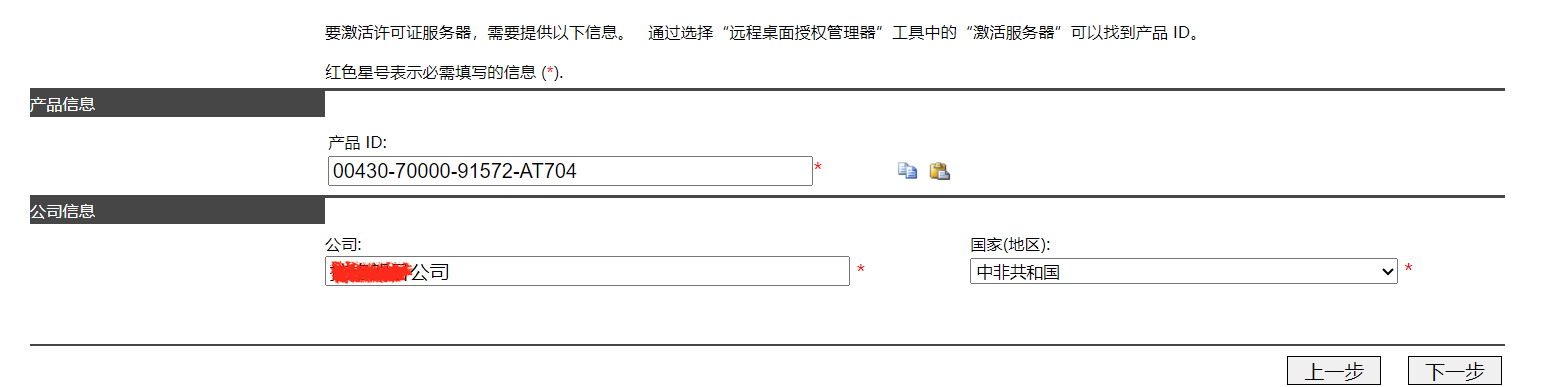 要激活许可证服务器，需要提供以下信息。 通过选择“远程桌面授权管理器”工具中的“激活服务器”可以找到产品 ID。
红色星号表示必需填写的信息 (*).
产品信息
产品 ID:
00430-70000-91572-AT704 *
公司信息
公司: 国家(地区):
公司 * 中非共和国 *
上一步 下一步